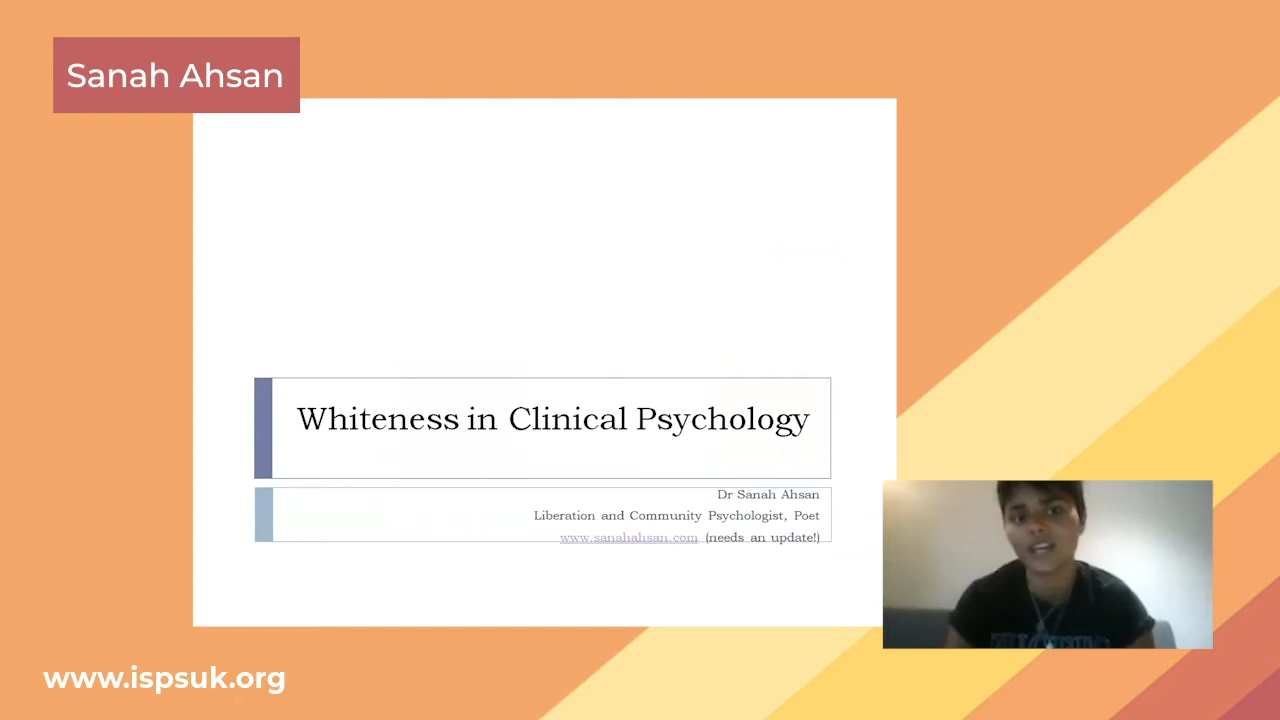 Sanah Ahsan
Whiteness in Clinical Psychology
Dr Sanah Ahsan
Liberation and Community Psychologist, Poet
www.sanahahsan.com (needs an update!)
www.ispsuk.org